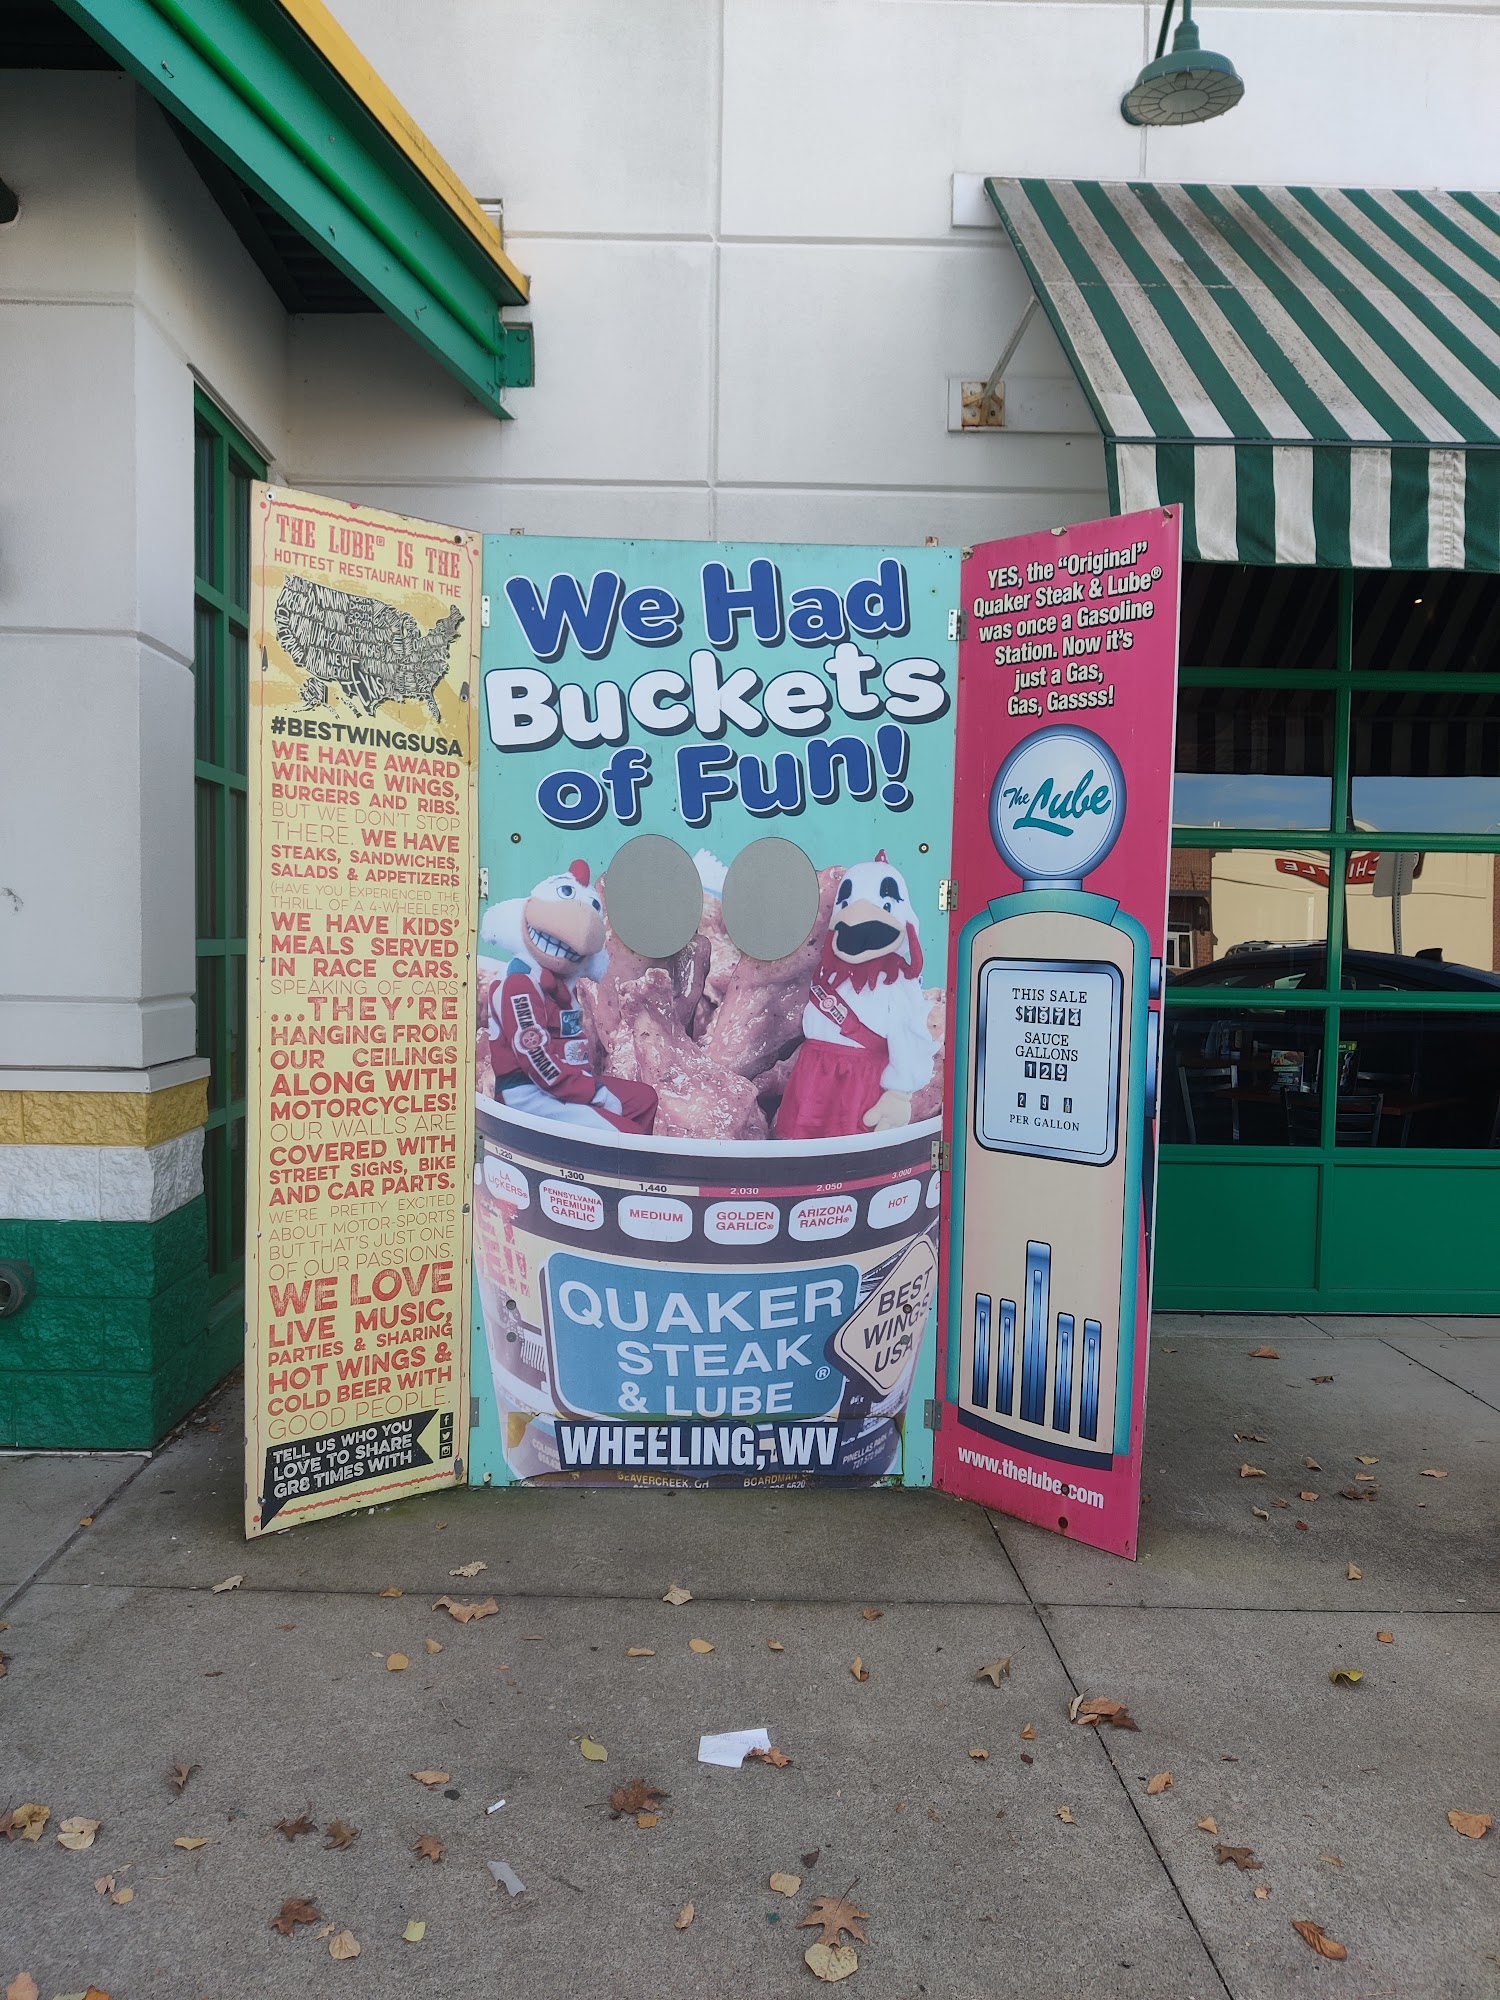 THE LUBE® IS THE
HOTTEST RESTAURANT IN THE
#BESTWINGSUSA
WE HAVE AWARD
WINNING WINGS,
BURGERS AND RIBS.
BUT WE DON'T STOP
THERE. WE HAVE
STEAKS, SANDWICHES,
SALADS & APPETIZERS
(HAVE YOU EXPERIENCED THE
THRILL OF A 4-WHEELER?)
WE HAVE KIDS'
MEALS SERVED
IN RACE CARS.
SPEAKING OF CARS
...THEY'RE
HANGING FROM
OUR CEILINGS
ALONG WITH
MOTORCYCLES!
OUR WALLS ARE
COVERED WITH
STREET SIGNS, BIKE
AND CAR PARTS.
WE'RE PRETTY EXCITED
ABOUT MOTOR-SPORTS
BUT THAT'S JUST ONE
OF OUR PASSIONS.
WE LOVE
LIVE MUSIC,
PARTIES & SHARING
HOT WINGS &
COLD BEER WITH
GOOD PEOPLE.
TELL US WHO YOU
LOVE TO SHARE
GR8 TIMES WITH
We Had
Buckets
of Fun!
1,220
1,300
1,440
2,030
2,050
3,000
LA
LICKERS®
PENNSYLVANIA
PREMIUM
GARLIC
MEDIUM
GOLDEN
GARLIC®
ARIZONA
RANCH®
HOT
QUAKER
STEAK
& LUBE ®
BEST
WINGS
USA
WHEELING, WV
PINELLAS PARK
BEAVERCREEK, OH
BOARDMAN
YES, the "Original"
Quaker Steak & Lube®
was once a Gasoline
Station. Now it's
just a Gas,
Gas, Gassss!
The Lube
THIS SALE
$1974
SAUCE
GALLONS
PER GALLON
www.thelube.com